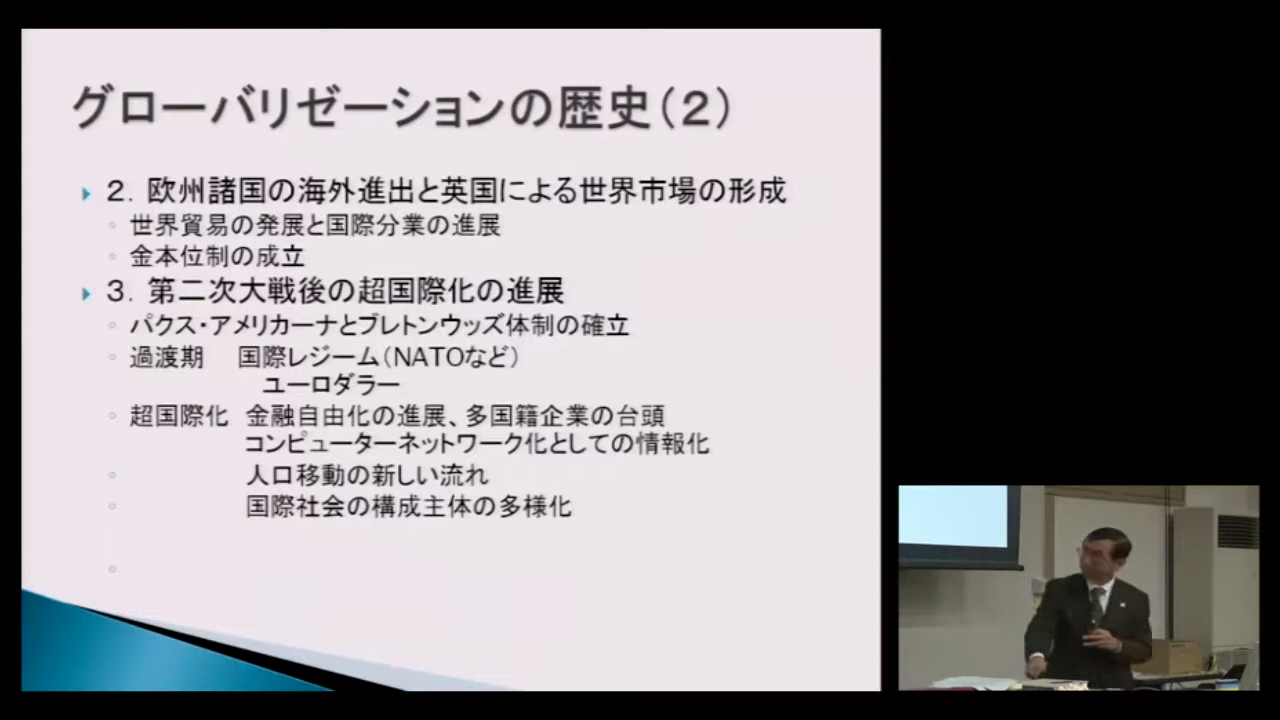 グローバリゼーションの歴史（２）
２．欧州諸国の海外進出と英国による世界市場の形成
世界貿易の発展と国際分業の進展
金本位制の成立
３．第二次大戦後の超国際化の進展
パクス・アメリカーナとブレトンウッズ体制の確立
過渡期　国際レジーム（NATOなど）
ユーロダラー
超国際化　金融自由化の進展、多国籍企業の台頭
コンピューターネットワーク化としての情報化
人口移動の新しい流れ
国際社会の構成主体の多様化